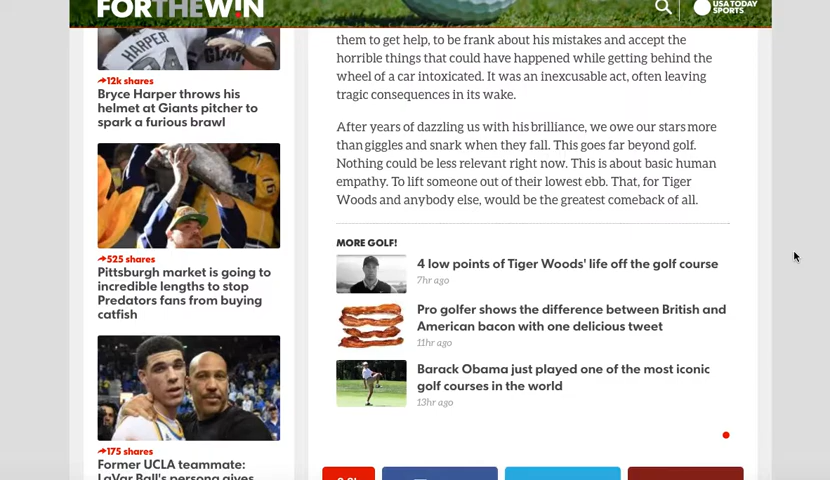 FORTHEWIN
USA TODAY
SPORTS
HARPER
12k shares
Bryce Harper throws his
helmet at Giants pitcher to
spark a furious brawl
525 shares
Pittsburgh market is going to
incredible lengths to stop
Predators fans from buying
catfish
175 shares
Former UCLA teammate:
LaVar Ball's persona gives
them to get help, to be frank about his mistakes and accept the
horrible things that could have happened while getting behind the
wheel of a car intoxicated. It was an inexcusable act, often leaving
tragic consequences in its wake.
After years of dazzling us with his brilliance, we owe our stars more
than giggles and snark when they fall. This goes far beyond golf.
Nothing could be less relevant right now. This is about basic human
empathy. To lift someone out of their lowest ebb. That, for Tiger
Woods and anybody else, would be the greatest comeback of all.
MORE GOLF!
4 low points of Tiger Woods' life off the golf course
7hr ago
Pro golfer shows the difference between British and
American bacon with one delicious tweet
11hr ago
Barack Obama just played one of the most iconic
golf courses in the world
13hr ago